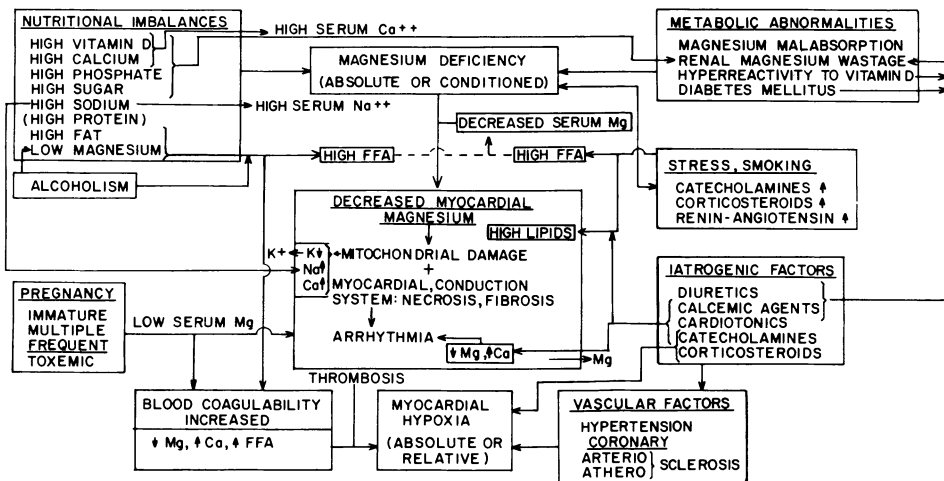 NUTRITIONAL IMBALANCES
HIGH VITAMIN D
HIGH CALCIUM
HIGH PHOSPHATE
HIGH SUGAR
HIGH SODIUM
(HIGH PROTEIN)
HIGH FAT
LOW MAGNESIUM
HIGH SERUM Ca++
HIGH SERUM Na++
ALCOHOLISM
MAGNESIUM DEFICIENCY
(ABSOLUTE OR CONDITIONED)
DECREASED SERUM Mg
HIGH FFA
HIGH FFA
METABOLIC ABNORMALITIES
MAGNESIUM MALABSORPTION
RENAL MAGNESIUM WASTAGE
HYPERREACTIVITY TO VITAMIN D
DIABETES MELLITUS
STRESS, SMOKING
CATECHOLAMINES ↑
CORTICOSTEROIDS ↑
RENIN-ANGIOTENSIN ↑
DECREASED MYOCARDIAL
MAGNESIUM
HIGH LIPIDS
K+ K↓ MITOCHONDRIAL DAMAGE
Na↑ +
Ca↑ MYOCARDIAL, CONDUCTION
SYSTEM: NECROSIS, FIBROSIS
ARRHYTHMIA
↓ Mg, ↑Ca
Mg
PREGNANCY
IMMATURE
MULTIPLE
FREQUENT
TOXEMIC
LOW SERUM Mg
IATROGENIC FACTORS
DIURETICS
CALCEMIC AGENTS
CARDIOTONICS
CATECHOLAMINES
CORTICOSTEROIDS
THROMBOSIS
BLOOD COAGULABILITY
INCREASED
↓ Mg, ↑ Ca, ↑ FFA
MYOCARDIAL
HYPOXIA
(ABSOLUTE OR
RELATIVE)
VASCULAR FACTORS
HYPERTENSION
CORONARY
ARTERIO
ATHERO
SCLEROSIS